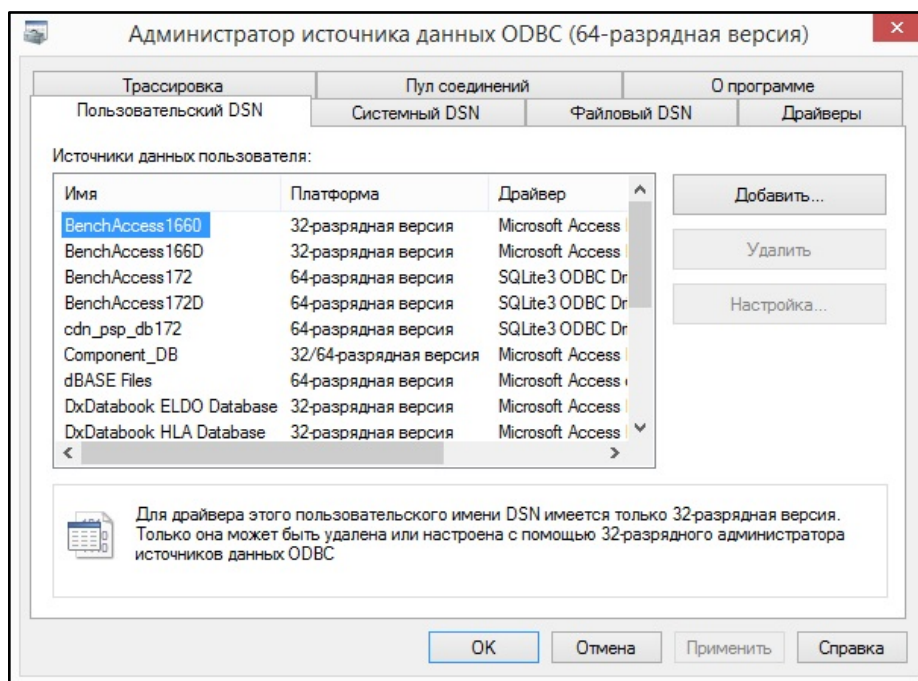 Администратор источника данных ODBC (64-разрядная версия)
Трассировка Пул соединений О программе
Пользовательский DSN Системный DSN Файловый DSN Драйверы
Источники данных пользователя:
Имя Платформа Драйвер
BenchAccess1660 32-разрядная версия Microsoft Access
BenchAccess166D 32-разрядная версия Microsoft Access
BenchAccess172 64-разрядная версия SQLite3 ODBC Dr
BenchAccess172D 64-разрядная версия SQLite3 ODBC Dr
cdn_psp_db172 64-разрядная версия SQLite3 ODBC Dr
Component_DB 32/64-разрядная версия Microsoft Access
dBASE Files 64-разрядная версия Microsoft Access
DxDatabook ELDO Database 32-разрядная версия Microsoft Access
DxDatabook HLA Database 32-разрядная версия Microsoft Access
Добавить...
Удалить
Настройка...
Для драйвера этого пользовательского имени DSN имеется только 32-разрядная версия.
Только она может быть удалена или настроена с помощью 32-разрядного администратора
источников данных ODBC
OK Отмена Применить Справка